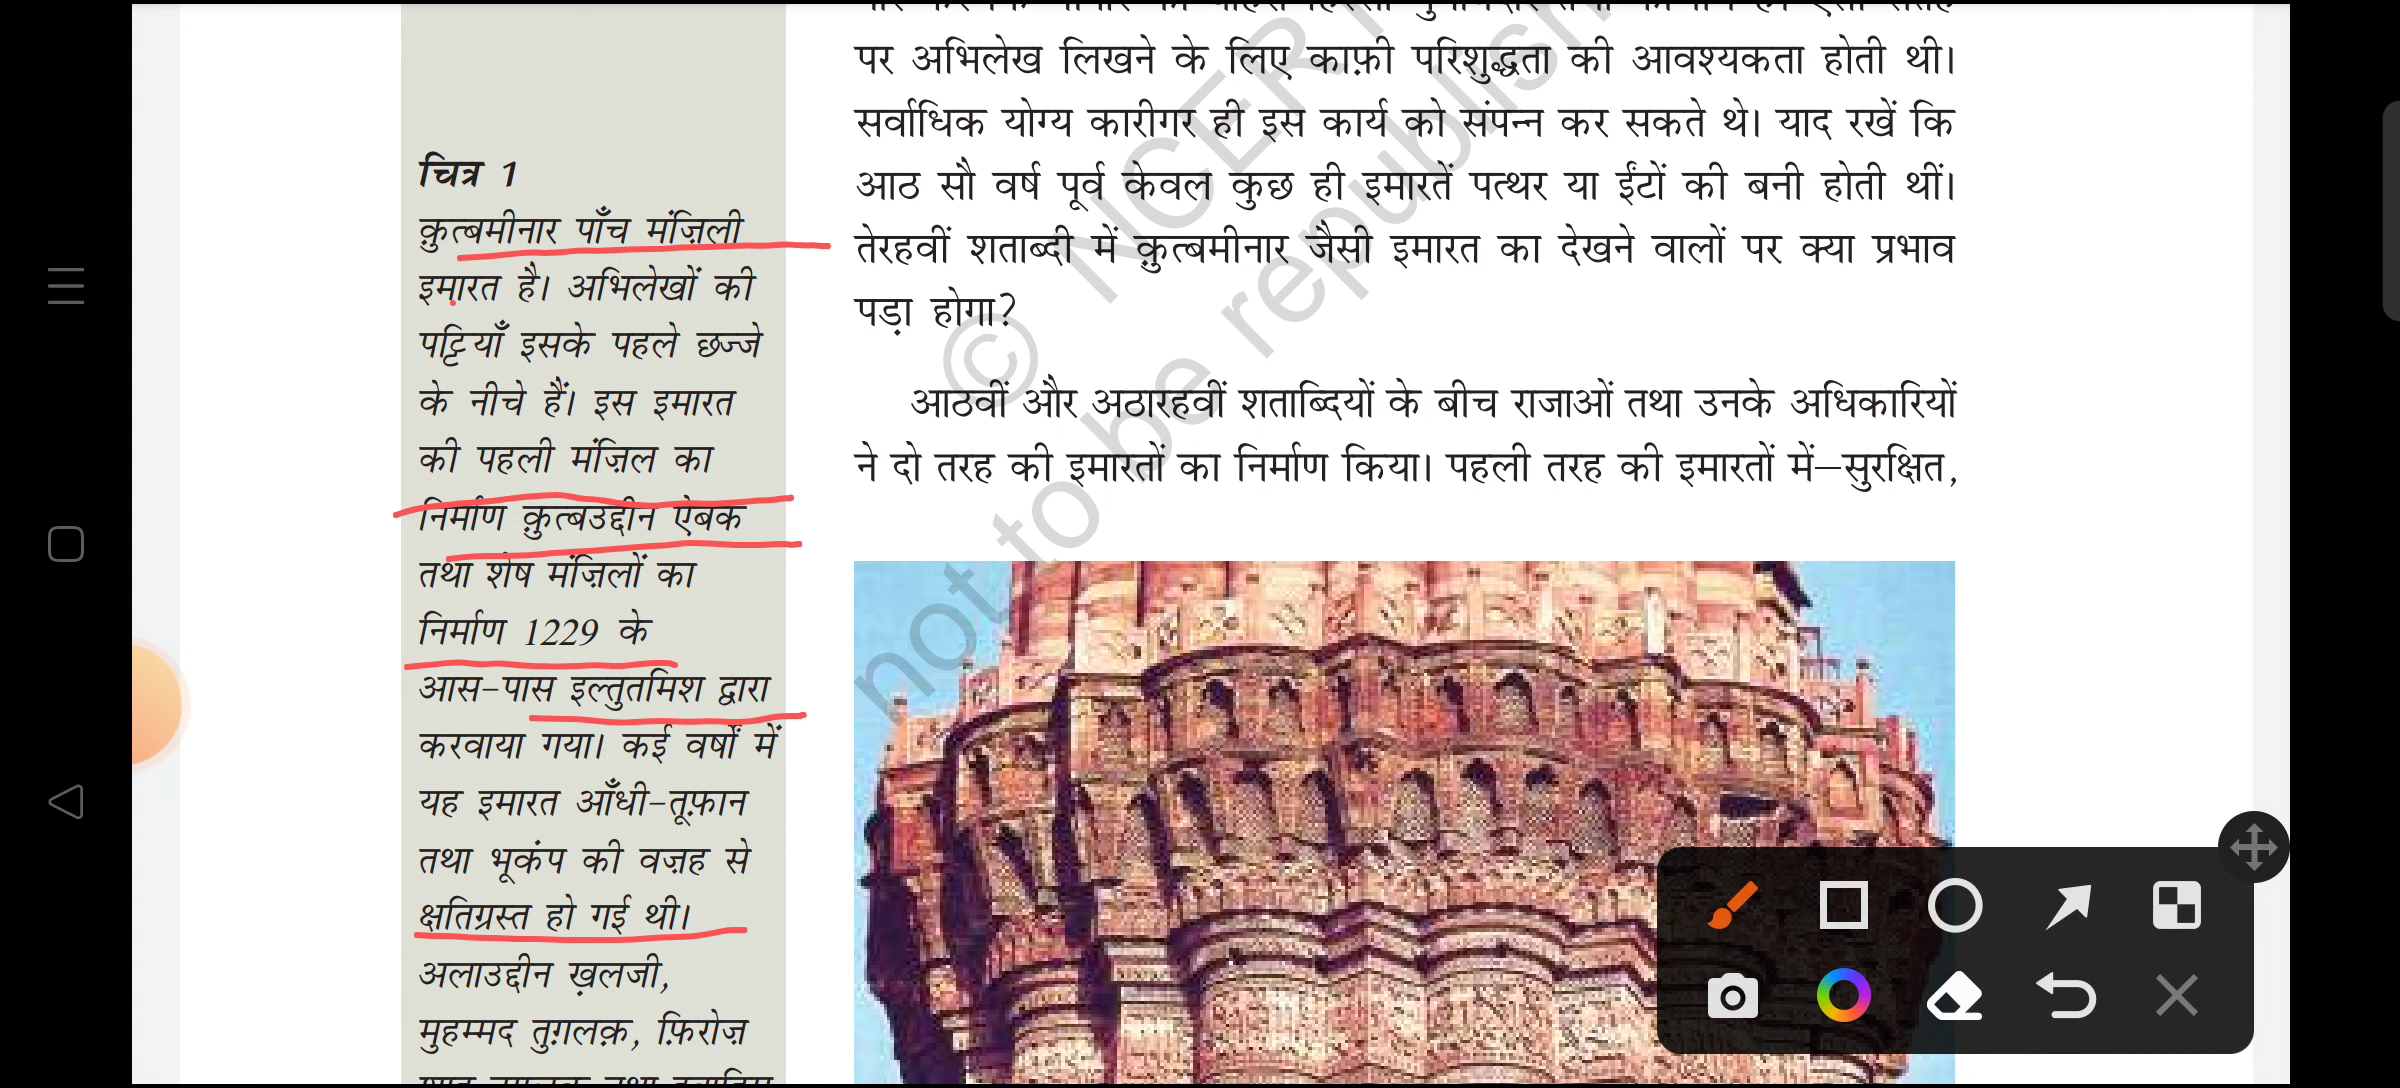 चित्र 1
क़ुत्बमीनार पाँच मंज़िली
इमारत है। अभिलेखों की
पट्टियाँ इसके पहले छज्जे
के नीचे हैं। इस इमारत
की पहली मंज़िल का
निर्माण क़ुत्बउद्दीन ऐबक
तथा शेष मंज़िलों का
निर्माण 1229 के
आस-पास इल्तुतमिश द्वारा
करवाया गया। कई वर्षों में
यह इमारत आँधी-तूफ़ान
तथा भूकंप की वज़ह से
क्षतिग्रस्त हो गई थी।
अलाउद्दीन ख़लजी,
मुहम्मद तुग़लक़, फ़िरोज़
पर अभिलेख लिखने के लिए काफ़ी परिशुद्धता की आवश्यकता होती थी।
सर्वाधिक योग्य कारीगर ही इस कार्य को संपन्न कर सकते थे। याद रखें कि
आठ सौ वर्ष पूर्व केवल कुछ ही इमारतें पत्थर या ईंटों की बनी होती थीं।
तेरहवीं शताब्दी में क़ुत्बमीनार जैसी इमारत का देखने वालों पर क्या प्रभाव
पड़ा होगा?
आठवीं और अठारहवीं शताब्दियों के बीच राजाओं तथा उनके अधिकारियों
ने दो तरह की इमारतों का निर्माण किया। पहली तरह की इमारतों में—सुरक्षित,
© NCERT
not to be republish